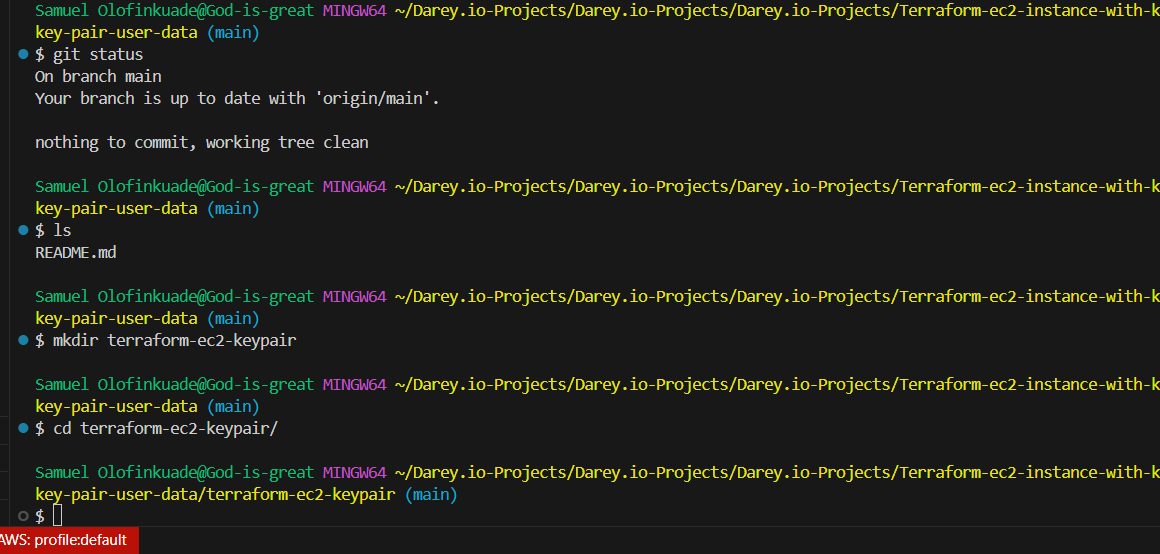 Samuel Olofinkuade@God-is-great MINGW64 ~/Darey.io-Projects/Darey.io-Projects/Darey.io-Projects/Terraform-ec2-instance-with-k
key-pair-user-data (main)
$ git status
On branch main
Your branch is up to date with 'origin/main'.
nothing to commit, working tree clean
Samuel Olofinkuade@God-is-great MINGW64 ~/Darey.io-Projects/Darey.io-Projects/Darey.io-Projects/Terraform-ec2-instance-with-k
key-pair-user-data (main)
$ ls
README.md
Samuel Olofinkuade@God-is-great MINGW64 ~/Darey.io-Projects/Darey.io-Projects/Darey.io-Projects/Terraform-ec2-instance-with-k
key-pair-user-data (main)
$ mkdir terraform-ec2-keypair
Samuel Olofinkuade@God-is-great MINGW64 ~/Darey.io-Projects/Darey.io-Projects/Darey.io-Projects/Terraform-ec2-instance-with-k
key-pair-user-data (main)
$ cd terraform-ec2-keypair/
Samuel Olofinkuade@God-is-great MINGW64 ~/Darey.io-Projects/Darey.io-Projects/Darey.io-Projects/Terraform-ec2-instance-with-k
key-pair-user-data/terraform-ec2-keypair (main)
$
AWS: profile:default